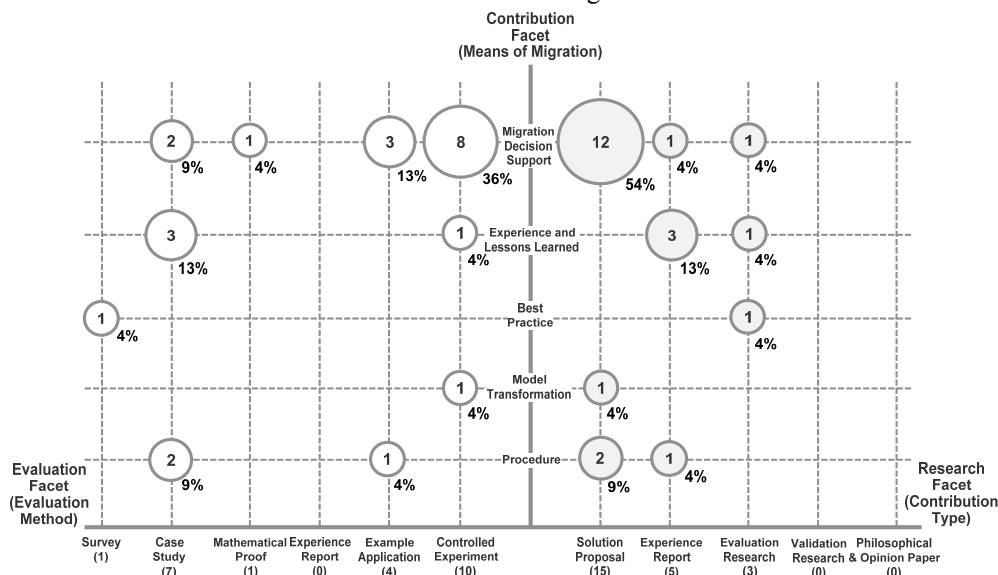 Contribution
Facet
(Means of Migration)
2
9%
1
4%
3
13%
8
36%
Migration
Decision
Support
12
54%
1
4%
1
4%
3
13%
1
4%
Experience and
Lessons Learned
3
13%
1
4%
1
4%
Best
Practice
1
4%
1
4%
Model
Transformation
1
4%
2
9%
1
4%
Procedure
2
9%
1
4%
Evaluation
Facet
(Evaluation
Method)
Research
Facet
(Contribution
Type)
Survey
(1)
Case
Study
(7)
Mathematical
Proof
(1)
Experience
Report
(0)
Example
Application
(4)
Controlled
Experiment
(10)
Solution
Proposal
(15)
Experience
Report
(5)
Evaluation
Research
(3)
Validation
Research
(0)
Philosophical
& Opinion Paper
(0)